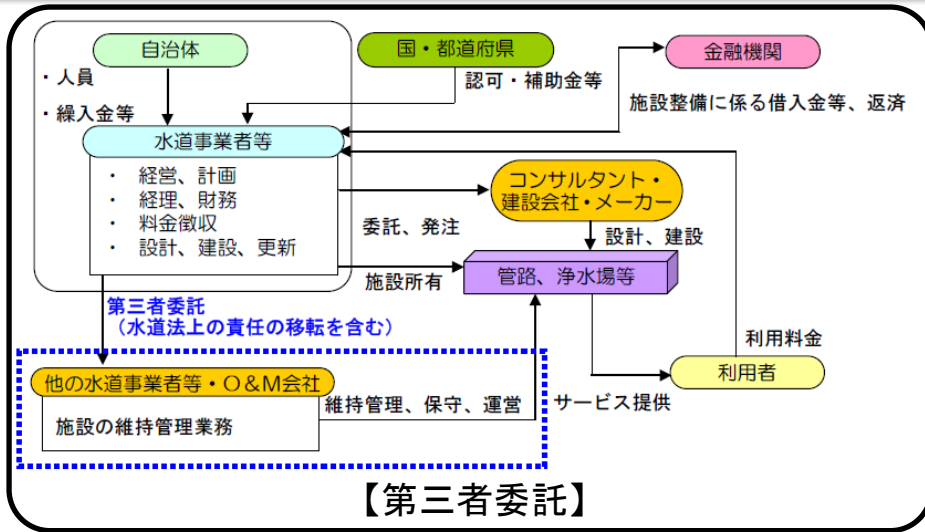 自治体
国・都道府県
金融機関
・人員
・繰入金等
認可・補助金等
施設整備に係る借入金等、返済
水道事業者等
・ 経営、計画
・ 経理、財務
・ 料金徴収
・ 設計、建設、更新
コンサルタント・
建設会社・メーカー
委託、発注
設計、建設
施設所有
管路、浄水場等
第三者委託
（水道法上の責任の移転を含む）
利用料金
利用者
他の水道事業者等・O＆M会社
施設の維持管理業務
維持管理、保守、運営
サービス提供
【第三者委託】